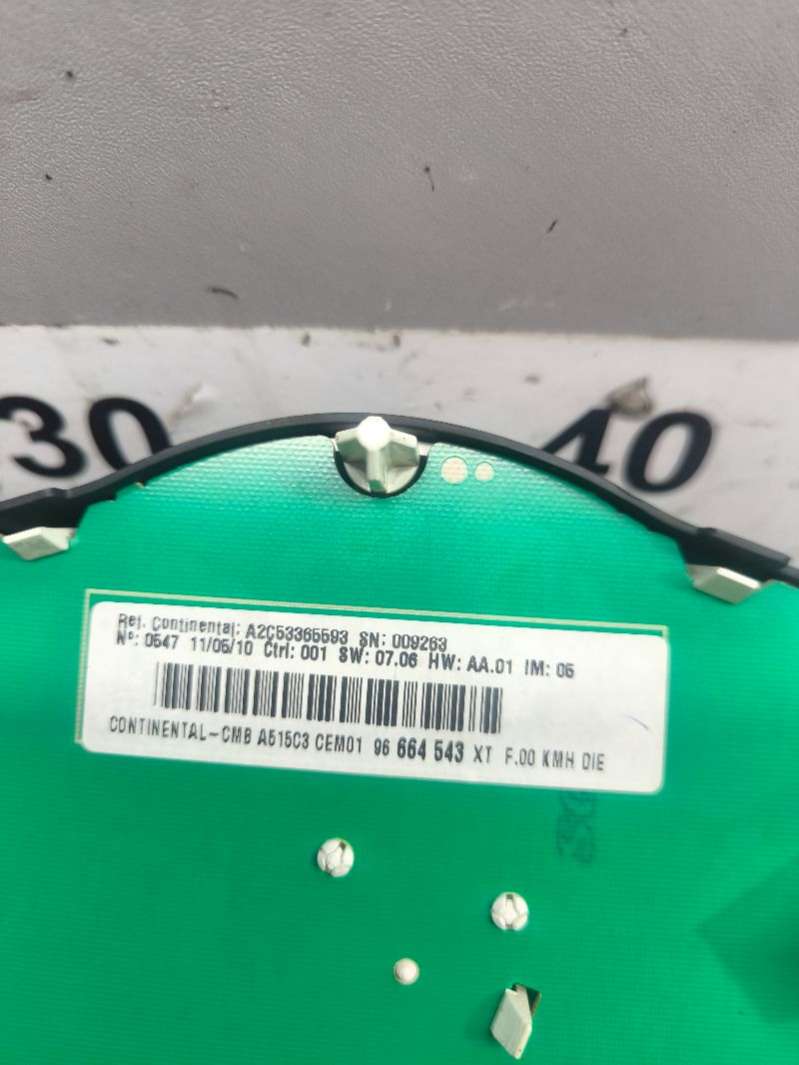 30
40
Ref. Continental: A2C53365593 SN: 009263
Nº: 0547 11/05/10 Ctrl: 001 SW: 07.06 HW: AA.01 IM: 05
CONTINENTAL-CMB A515C3 CEM01 96 664 543 XT F.00 KMH DIE